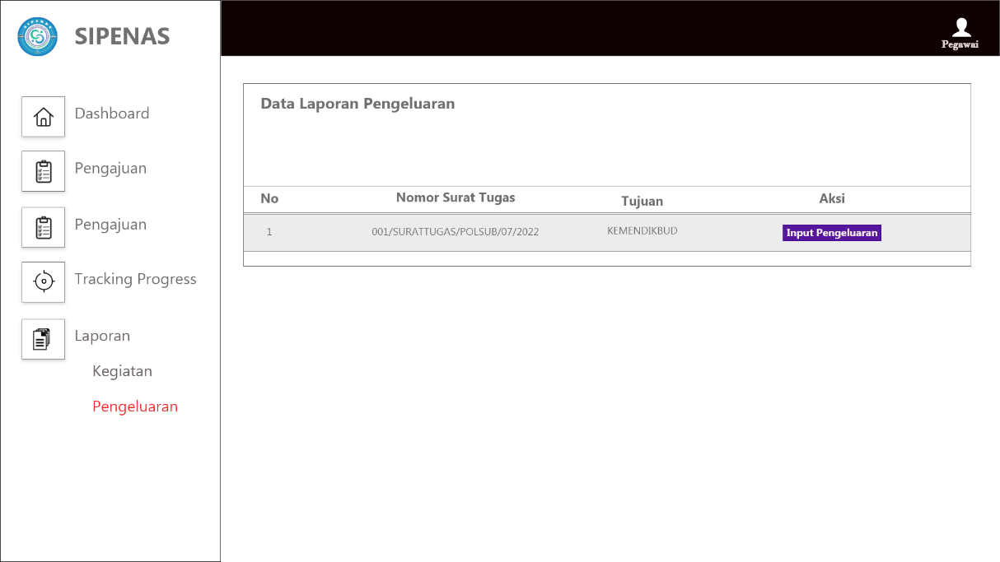 SIPENAS
Pegawai
Dashboard
Pengajuan
Pengajuan
Tracking Progress
Laporan
Kegiatan
Pengeluaran
Data Laporan Pengeluaran
No Nomor Surat Tugas Tujuan Aksi
1 001/SURATTUGAS/POLSUB/07/2022 KEMENDIKBUD Input Pengeluaran